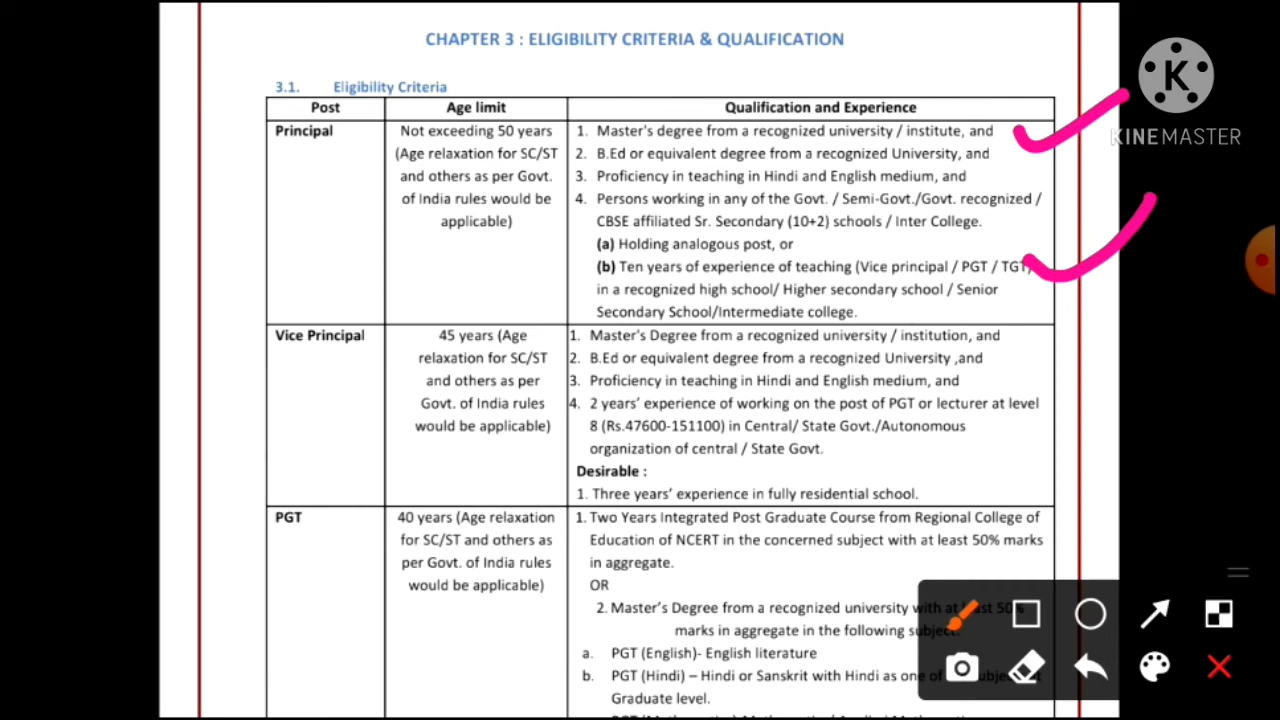 CHAPTER 3 : ELIGIBILITY CRITERIA & QUALIFICATION
3.1. Eligibility Criteria
Post Age limit Qualification and Experience
Principal
Not exceeding 50 years
(Age relaxation for SC/ST
and others as per Govt.
of India rules would be
applicable)
1. Master's degree from a recognized university / institute, and
2. B.Ed or equivalent degree from a recognized University, and
3. Proficiency in teaching in Hindi and English medium, and
4. Persons working in any of the Govt. / Semi-Govt./Govt. recognized /
CBSE affiliated Sr. Secondary (10+2) schools / Inter College.
(a) Holding analogous post, or
(b) Ten years of experience of teaching (Vice principal / PGT / TGT)
in a recognized high school/ Higher secondary school / Senior
Secondary School/Intermediate college.
Vice Principal
45 years (Age
relaxation for SC/ST
and others as per
Govt. of India rules
would be applicable)
1. Master's Degree from a recognized university / institution, and
2. B.Ed or equivalent degree from a recognized University ,and
3. Proficiency in teaching in Hindi and English medium, and
4. 2 years' experience of working on the post of PGT or lecturer at level
8 (Rs.47600-151100) in Central/ State Govt./Autonomous
organization of central / State Govt.
Desirable :
1. Three years' experience in fully residential school.
PGT
40 years (Age relaxation
for SC/ST and others as
per Govt. of India rules
would be applicable)
1. Two Years Integrated Post Graduate Course from Regional College of
Education of NCERT in the concerned subject with at least 50% marks
in aggregate.
OR
2. Master's Degree from a recognized university with at least 50%
marks in aggregate in the following subject:
a. PGT (English)- English literature
b. PGT (Hindi) – Hindi or Sanskrit with Hindi as one of
Graduate level.
K
KINEMASTER